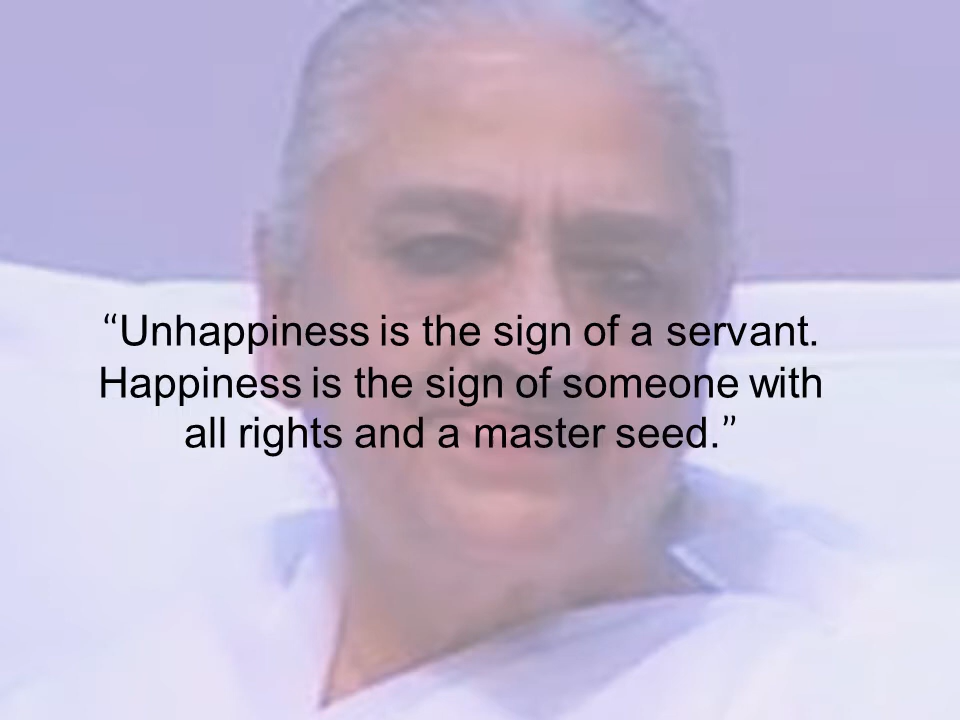 “Unhappiness is the sign of a servant.
Happiness is the sign of someone with
all rights and a master seed.”